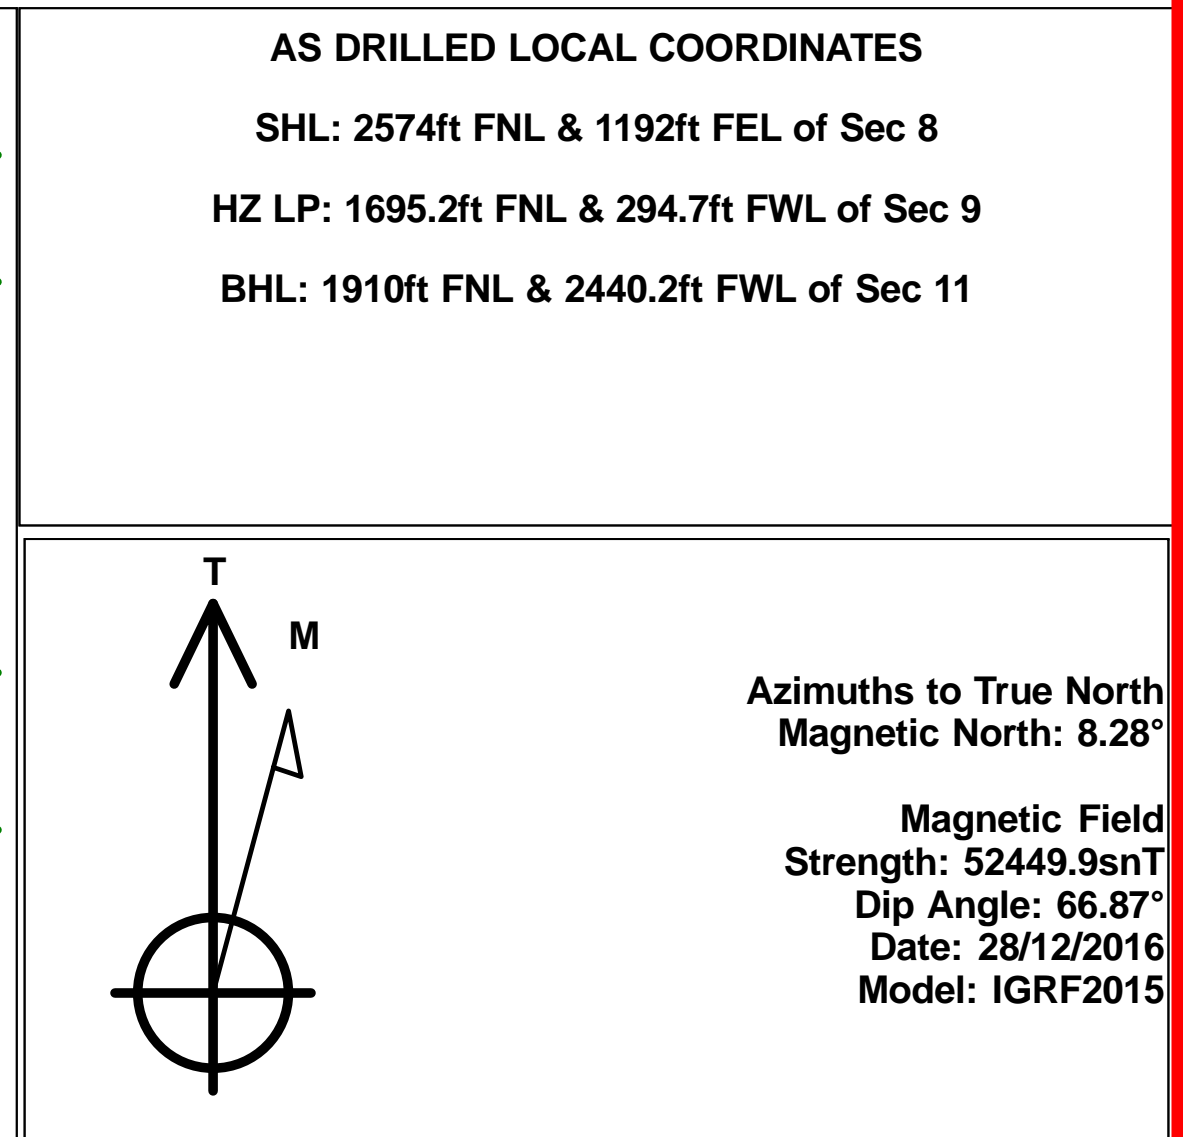 AS DRILLED LOCAL COORDINATES
SHL: 2574ft FNL & 1192ft FEL of Sec 8
HZ LP: 1695.2ft FNL & 294.7ft FWL of Sec 9
BHL: 1910ft FNL & 2440.2ft FWL of Sec 11
T
M
Azimuths to True North
Magnetic North: 8.28°
Magnetic Field
Strength: 52449.9snT
Dip Angle: 66.87°
Date: 28/12/2016
Model: IGRF2015